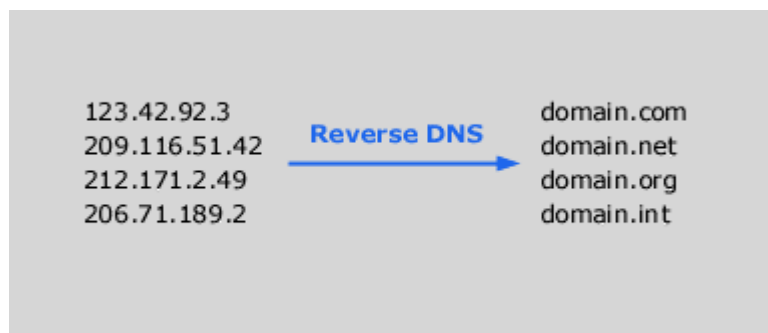 123.42.92.3
209.116.51.42
212.171.2.49
206.71.189.2
Reverse DNS
domain.com
domain.net
domain.org
domain.int